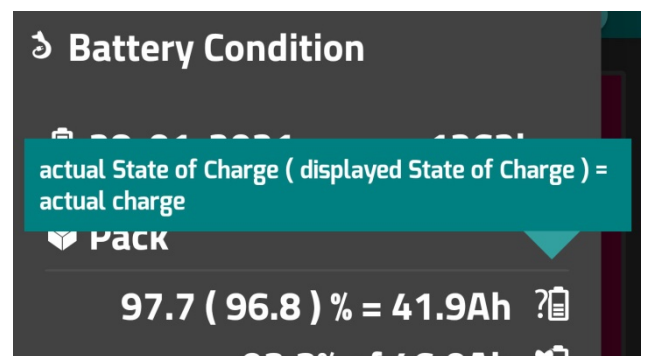 Battery Condition
actual State of Charge ( displayed State of Charge ) =
actual charge
Pack
97.7 ( 96.8 ) % = 41.9Ah